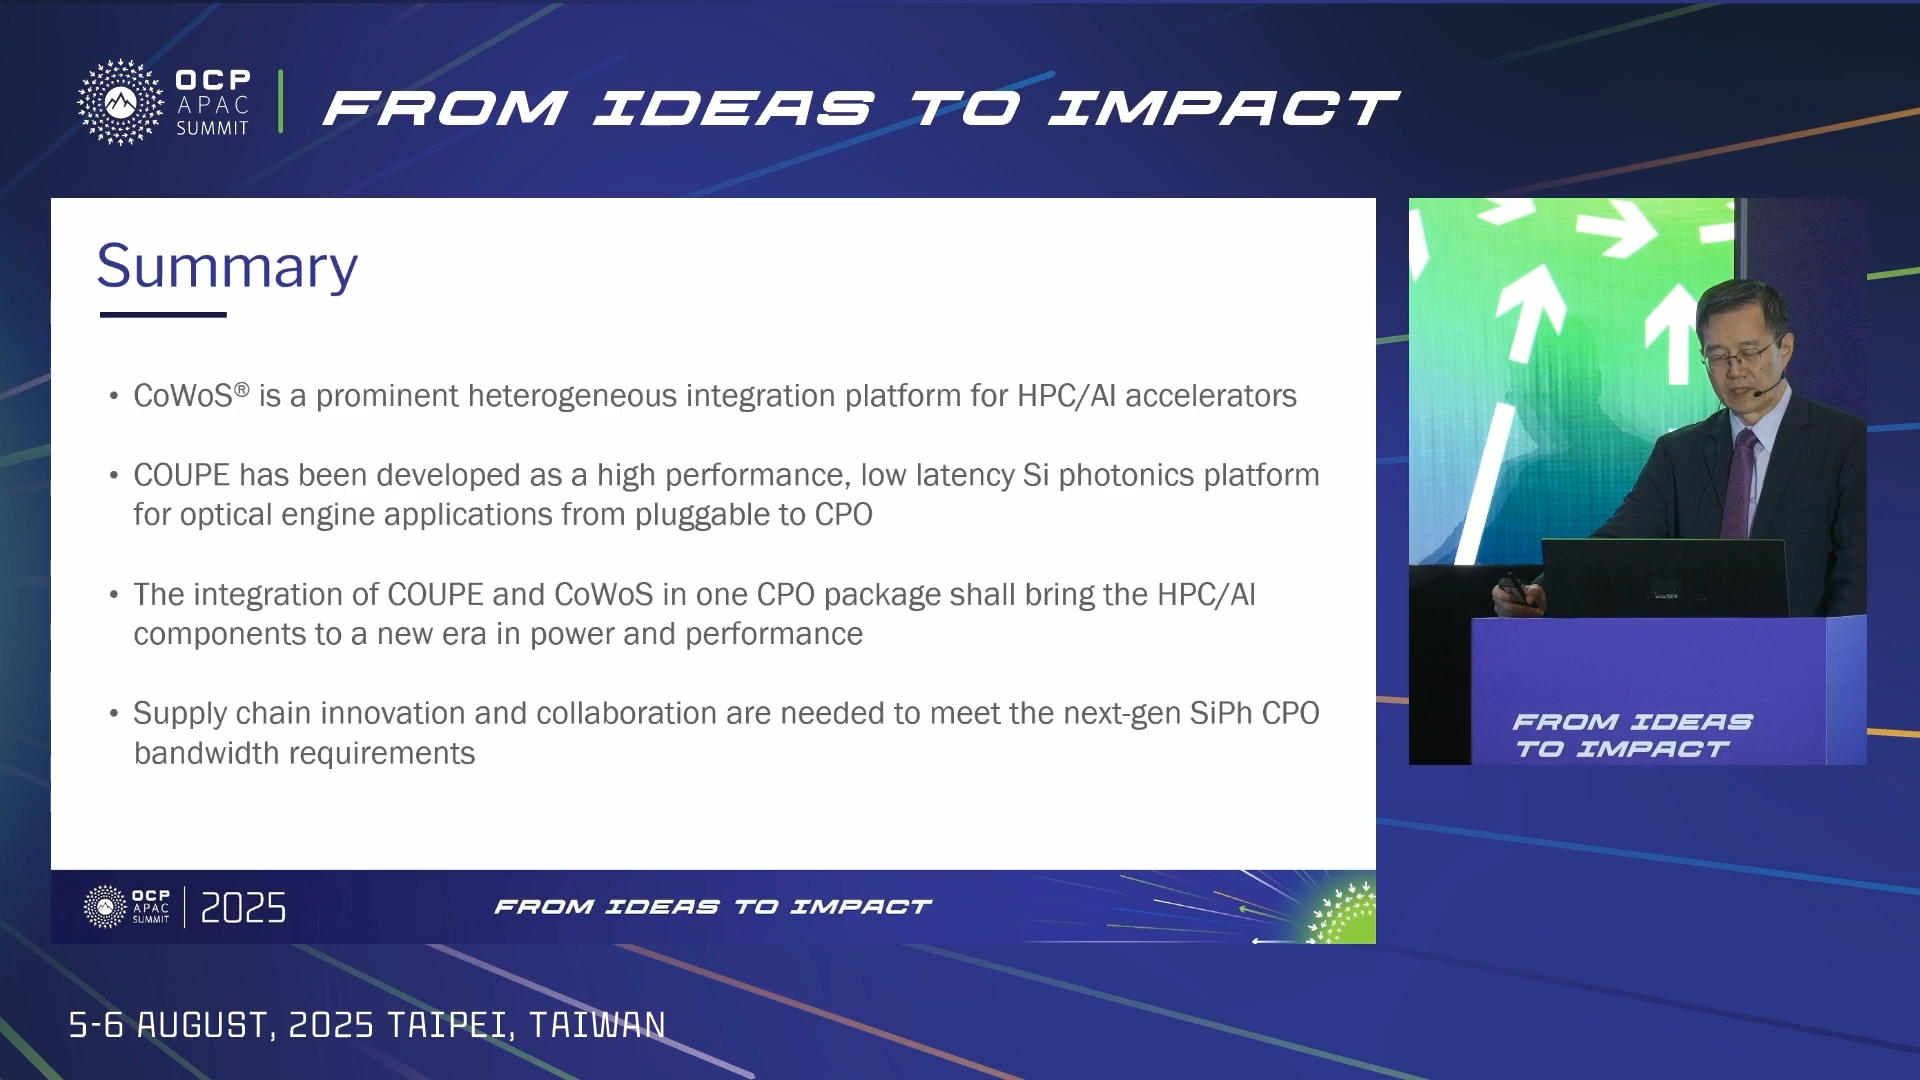 OCP
APAC
SUMMIT
FROM IDEAS TO IMPACT
Summary
• CoWoS® is a prominent heterogeneous integration platform for HPC/AI accelerators
• COUPE has been developed as a high performance, low latency Si photonics platform
for optical engine applications from pluggable to CPO
• The integration of COUPE and CoWoS in one CPO package shall bring the HPC/AI
components to a new era in power and performance
• Supply chain innovation and collaboration are needed to meet the next-gen SiPh CPO
bandwidth requirements
OCP
APAC
SUMMIT
2025
FROM IDEAS TO IMPACT
FROM IDEAS
TO IMPACT
5-6 AUGUST, 2025 TAIPEI, TAIWAN